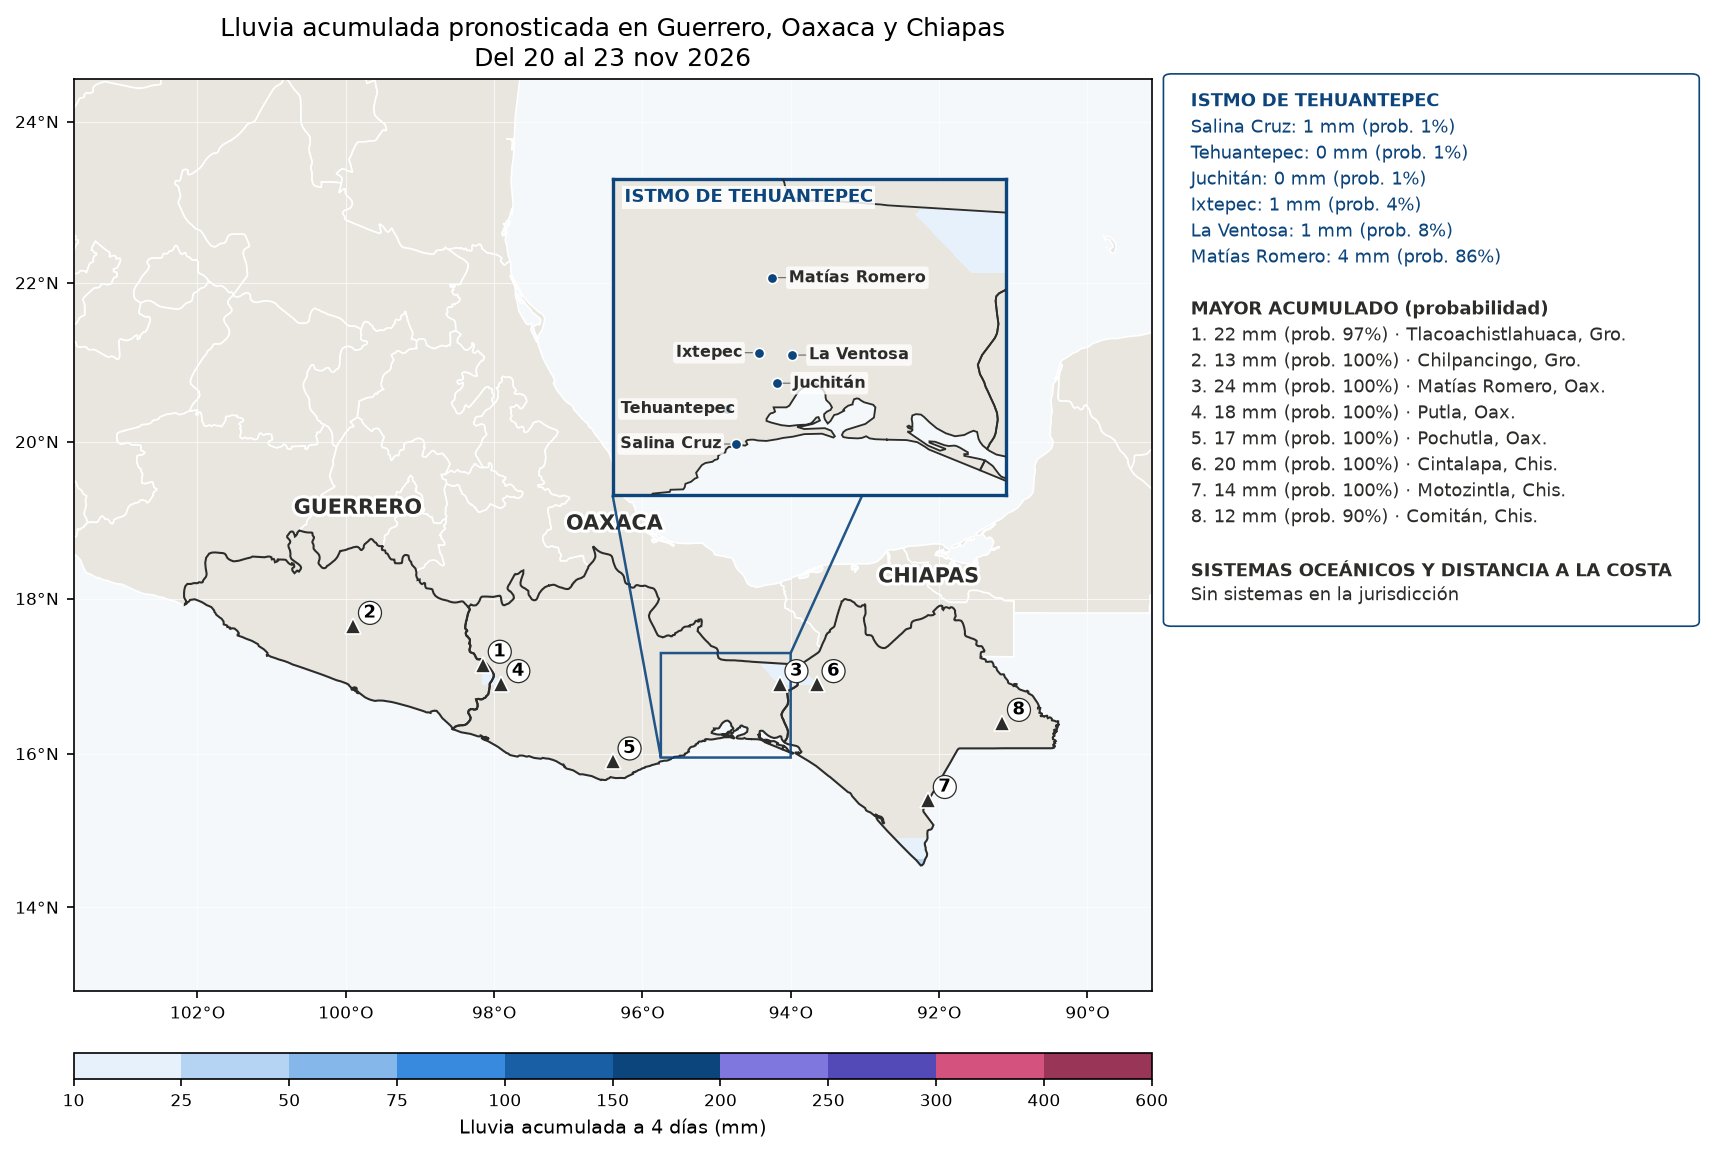 Lluvia acumulada pronosticada en Guerrero, Oaxaca y Chiapas
Del 20 al 23 nov 2026
24°N
22°N
20°N
18°N
16°N
14°N
102°O
100°O
98°O
96°O
94°O
92°O
90°O
ISTMO DE TEHUANTEPEC
Matías Romero
Ixtepec
La Ventosa
Juchitán
Tehuantepec
Salina Cruz
GUERRERO
OAXACA
CHIAPAS
2
1
4
3
6
8
5
7
ISTMO DE TEHUANTEPEC
Salina Cruz: 1 mm (prob. 1%)
Tehuantepec: 0 mm (prob. 1%)
Juchitán: 0 mm (prob. 1%)
Ixtepec: 1 mm (prob. 4%)
La Ventosa: 1 mm (prob. 8%)
Matías Romero: 4 mm (prob. 86%)
MAYOR ACUMULADO (probabilidad)
1. 22 mm (prob. 97%) · Tlacoachistlahuaca, Gro.
2. 13 mm (prob. 100%) · Chilpancingo, Gro.
3. 24 mm (prob. 100%) · Matías Romero, Oax.
4. 18 mm (prob. 100%) · Putla, Oax.
5. 17 mm (prob. 100%) · Pochutla, Oax.
6. 20 mm (prob. 100%) · Cintalapa, Chis.
7. 14 mm (prob. 100%) · Motozintla, Chis.
8. 12 mm (prob. 90%) · Comitán, Chis.
SISTEMAS OCEÁNICOS Y DISTANCIA A LA COSTA
Sin sistemas en la jurisdicción
10
25
50
75
100
150
200
250
300
400
600
Lluvia acumulada a 4 días (mm)